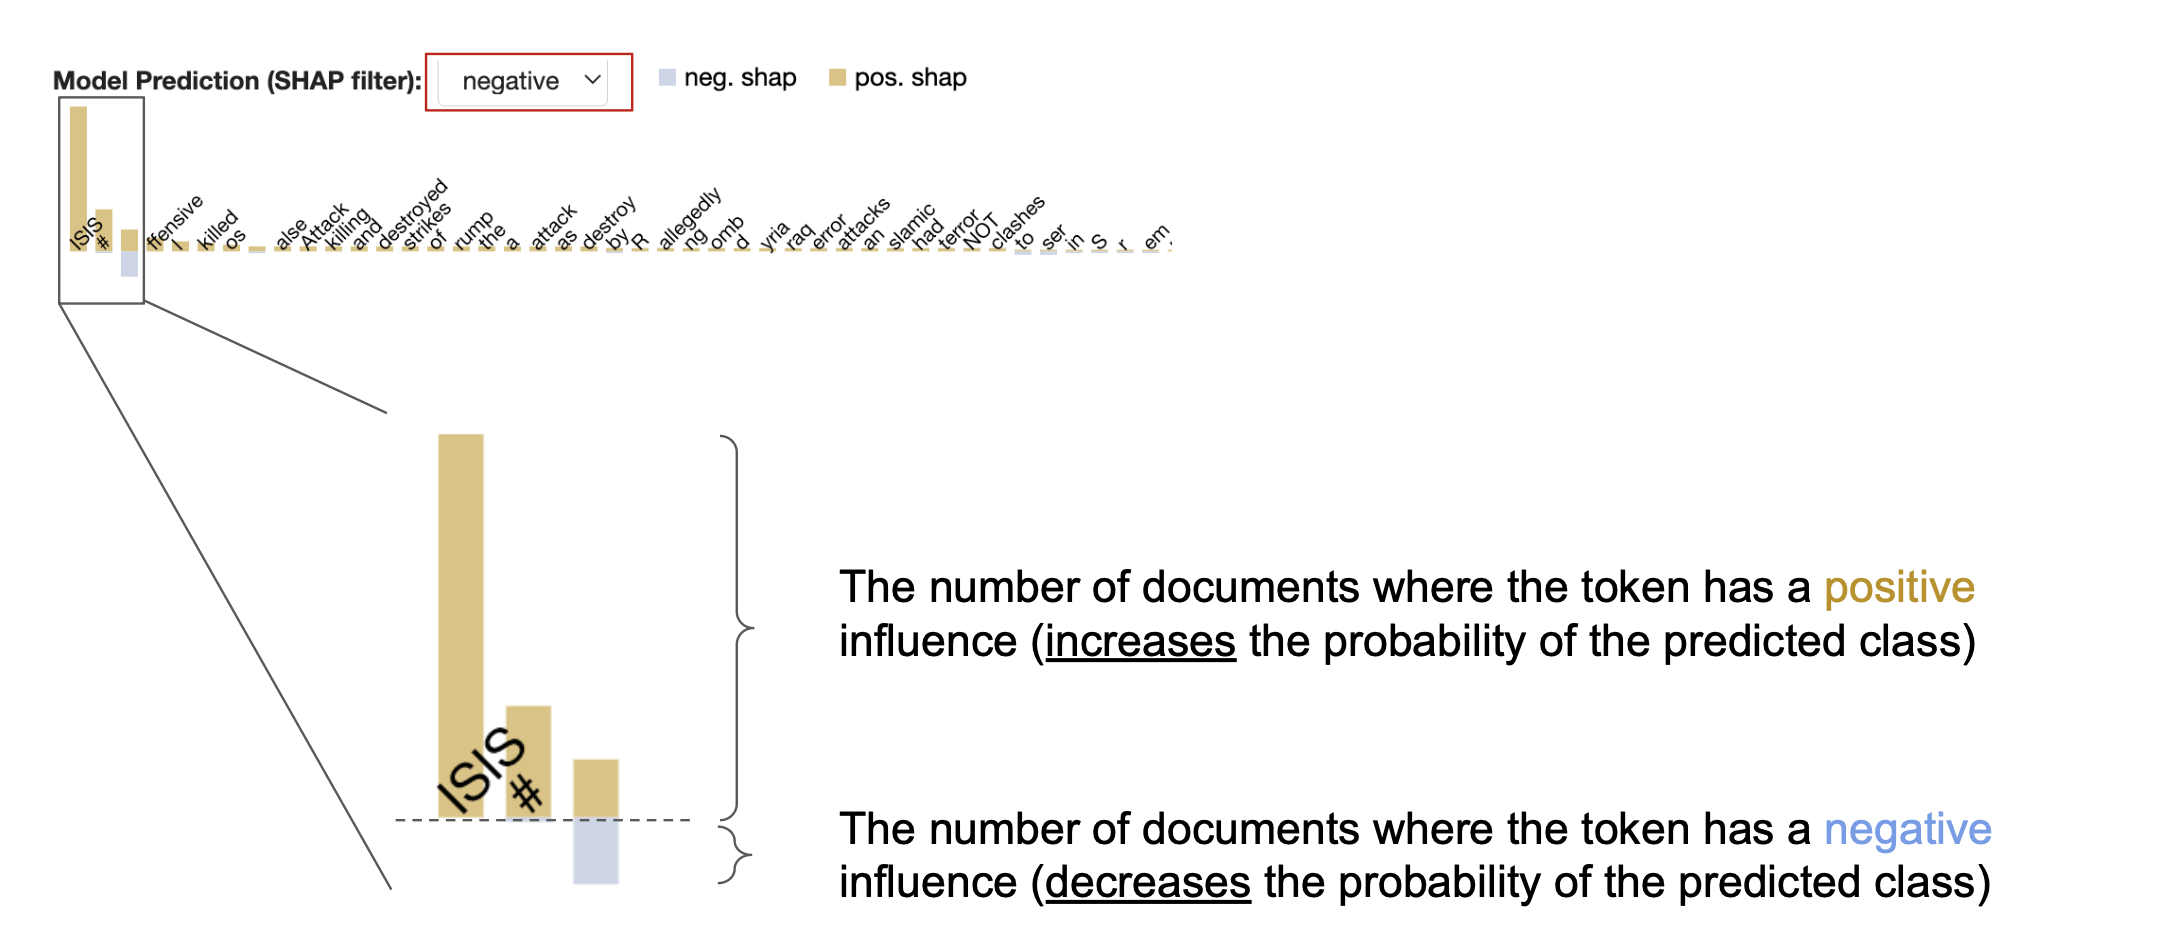 Model Prediction (SHAP filter): negative neg. shap pos. shap
ISIS # ffensive I killed os alse Attack killing and destroyed strikes of rump the a attack as destroy by R allegedly ng omb d yria raq error attacks an slamic had terror NOT clashes to ser in S r em
ISIS
#
The number of documents where the token has a positive
influence (increases the probability of the predicted class)
The number of documents where the token has a negative
influence (decreases the probability of the predicted class)